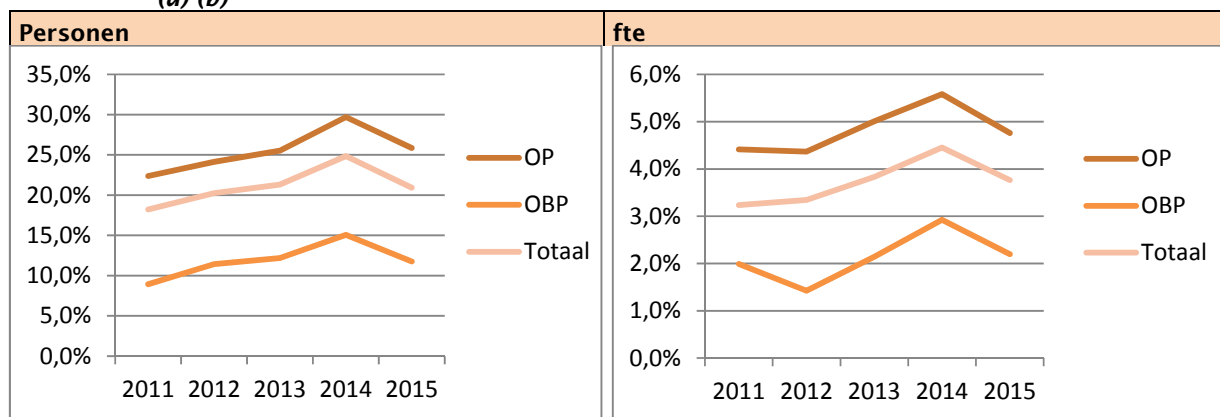 (a) (b)
Personen
fte
35,0%
30,0%
25,0%
20,0%
15,0%
10,0%
5,0%
0,0%
2011 2012 2013 2014 2015
OP
OBP
Totaal
6,0%
5,0%
4,0%
3,0%
2,0%
1,0%
0,0%
2011 2012 2013 2014 2015
OP
OBP
Totaal